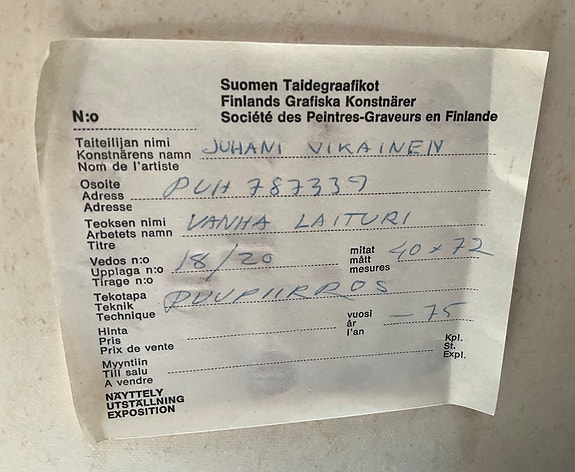 Suomen Taidegraafikot
Finlands Grafiska Konstnärer
N:o Société des Peintres-Graveurs en Finlande
Taiteilijan nimi
Konstnärens namn JUHANI VIKAINEN
Nom de l'artiste
Osoite
Adress PUH 787339
Adresse
Teoksen nimi
Arbetets namn VANHA LAITURI
Titre
Vedos n:o mitat
Upplaga n:o 18/20 mått 40 x 72
Tirage n:o mesures
Tekotapa
Teknik PUUPIIRROS
Technique
Hinta vuosi
Pris år -75
Prix de vente l'an
Myyntiin Kpl.
Till salu St.
A vendre Expl.
NÄYTTELY
UTSTÄLLNING
EXPOSITION